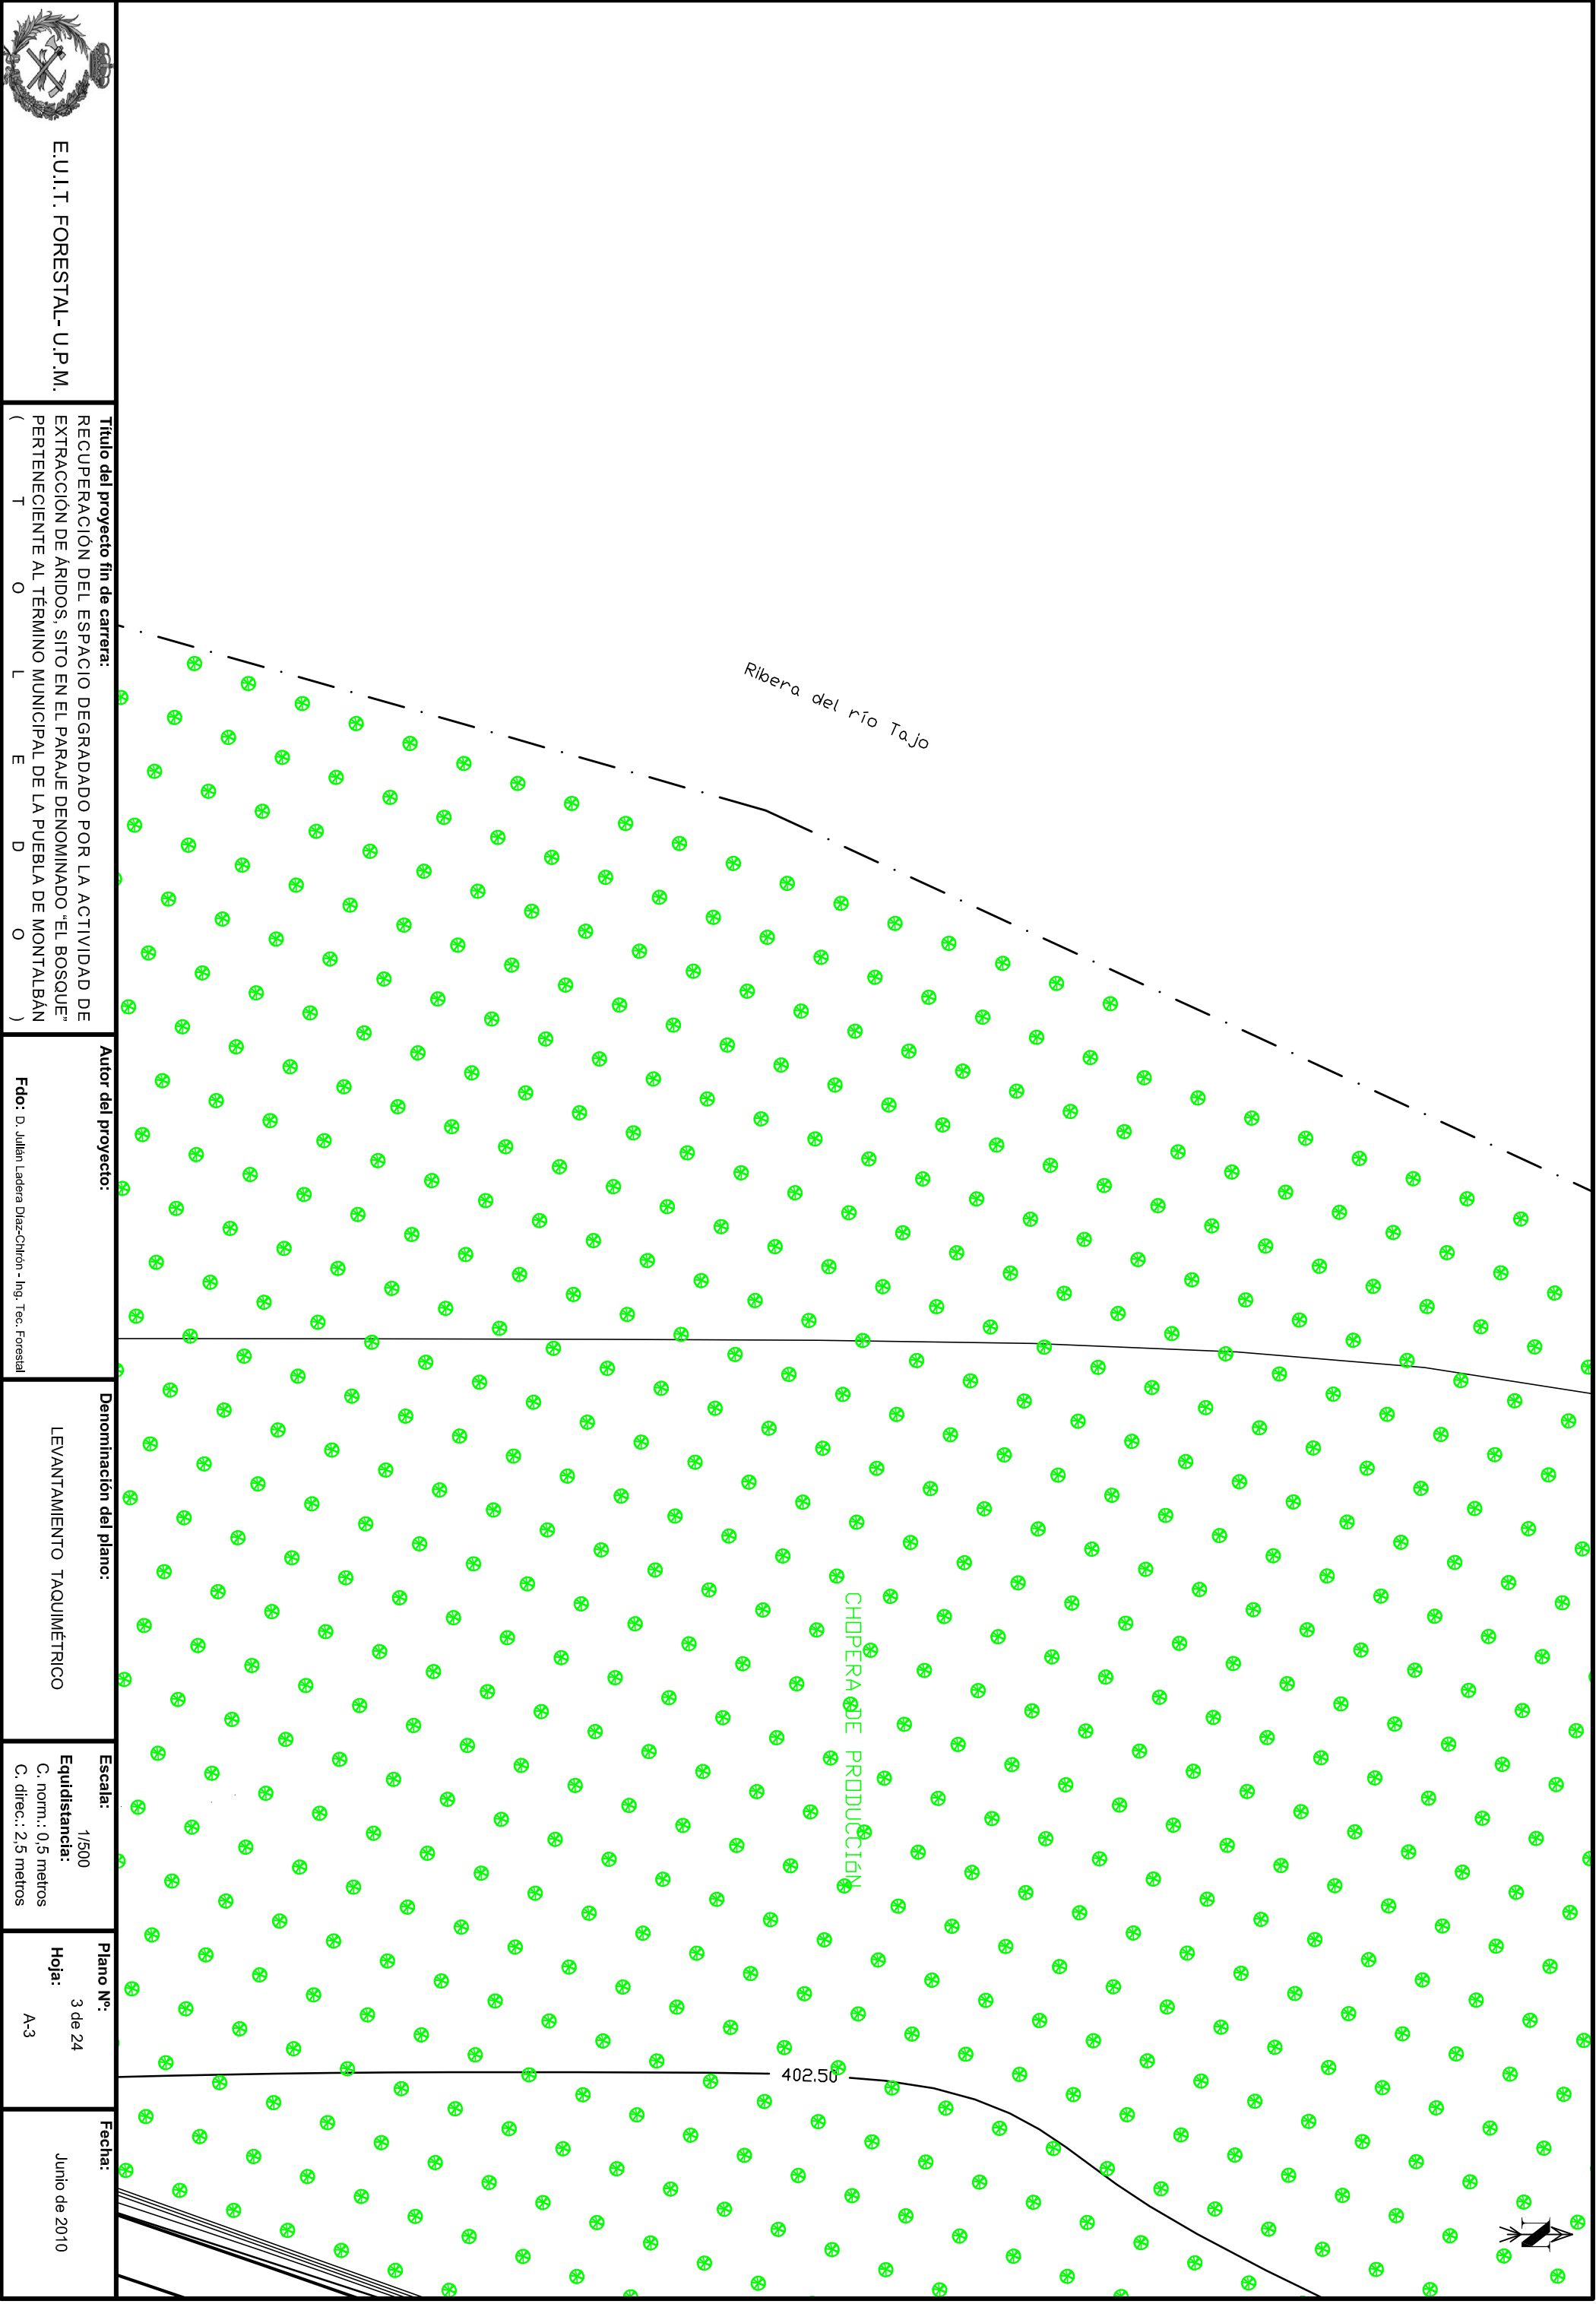 Ribera del río Tajo
CHOPERA DE PRODUCCIÓN
402.50
N
E.U.I.T. FORESTAL- U.P.M.
Título del proyecto fin de carrera:
RECUPERACIÓN DEL ESPACIO DEGRADADO POR LA ACTIVIDAD DE
EXTRACCIÓN DE ÁRIDOS, SITO EN EL PARAJE DENOMINADO “EL BOSQUE”
PERTENECIENTE AL TÉRMINO MUNICIPAL DE LA PUEBLA DE MONTALBÁN
( T O L E D O )
Autor del proyecto:
Fdo: D. Julián Ladera Díaz-Chirón - Ing. Tec. Forestal
Denominación del plano:
LEVANTAMIENTO TAQUIMÉTRICO
Escala:
1/500
Equidistancia:
C. norm.: 0,5 metros
C. direc.: 2,5 metros
Plano Nº:
3 de 24
Hoja:
A-3
Fecha:
Junio de 2010